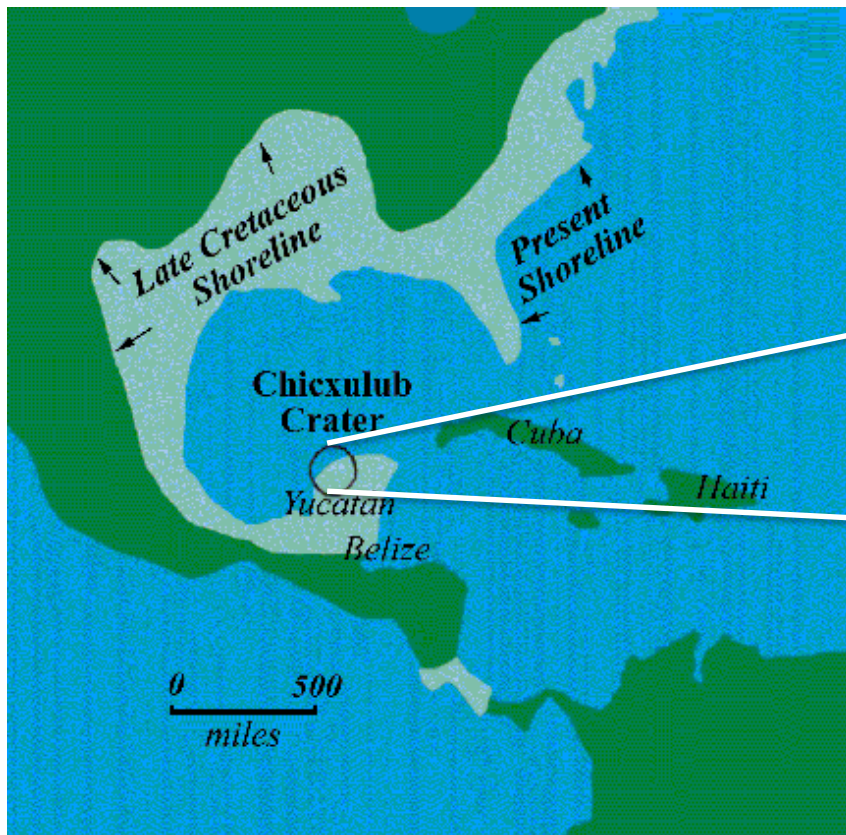 Late Cretaceous
Shoreline
Present
Shoreline
Chicxulub
Crater
Cuba
Haiti
Yucatan
Belize
0 500
miles